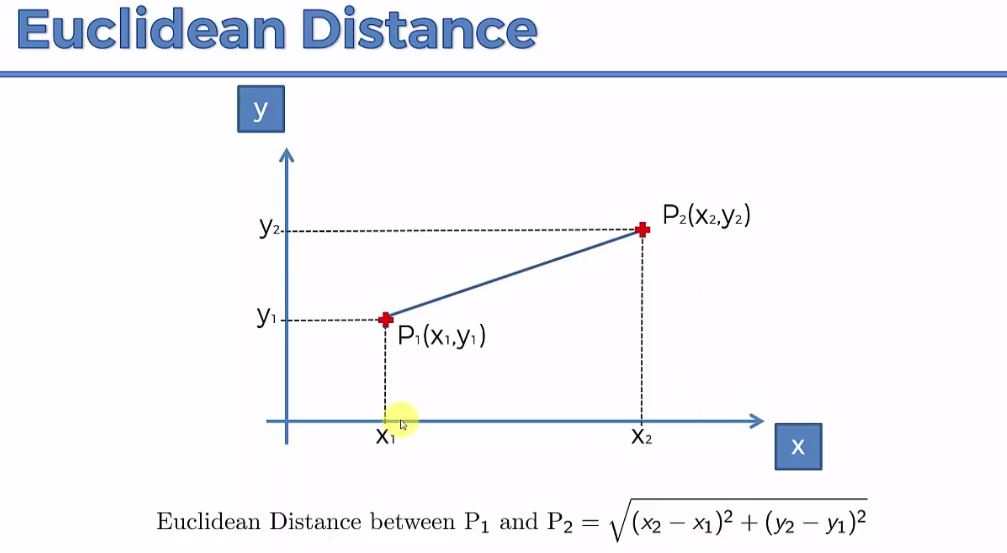 Euclidean Distance
y
y₂
P₂(x₂,y₂)
y₁
P₁(x₁,y₁)
x₁
x₂
x
Euclidean Distance between P₁ and P₂ = √((x₂ − x₁)² + (y₂ − y₁)²)